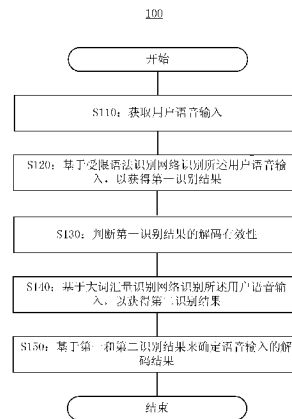 100
开始
S110：获取用户语音输入
S120：基于受限语法识别网络识别所述用户语音输
入，以获得第一识别结果
S130：判断第一识别结果的解码有效性
S140：基于大词汇量识别网络识别所述用户语音输
入，以获得第二识别结果
S150：基于第一和第二识别结果来确定语音输入的解
码结果
结束